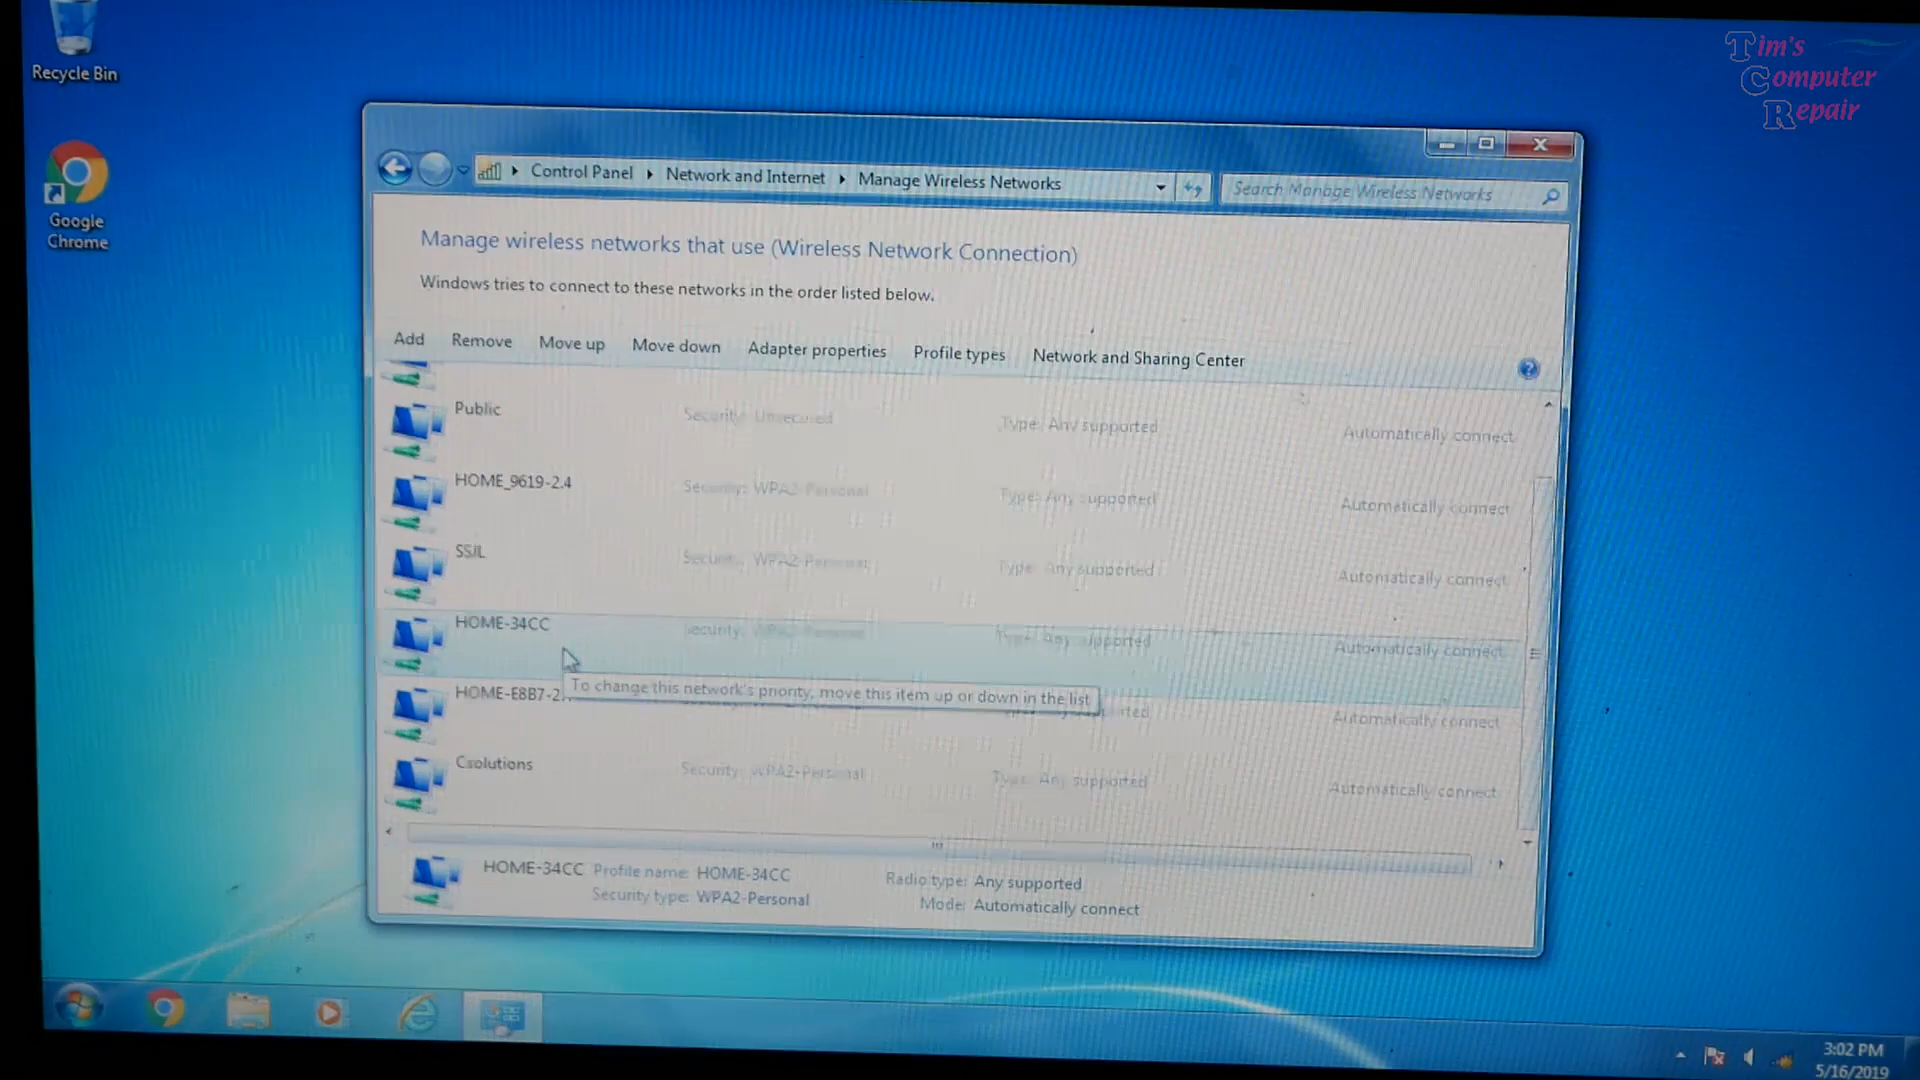 Recycle Bin
Google
Chrome
Tim's
Computer
Repair
Control Panel
Network and Internet
Manage Wireless Networks
Search Manage Wireless Networks
Manage wireless networks that use (Wireless Network Connection)
Windows tries to connect to these networks in the order listed below.
Add Remove Move up Move down Adapter properties Profile types Network and Sharing Center
Public Security: Unsecured Type: Any supported Automatically connect
HOME_9619-2.4 Security: WPA2-Personal Type: Any supported Automatically connect
SSJL Security: WPA2-Personal Type: Any supported Automatically connect
HOME-34CC Security: WPA2-Personal Type: Any supported Automatically connect
To change this network's priority, move this item up or down in the list
HOME-E8B7-2. Automatically connect
Csolutions Security: WPA2-Personal Type: Any supported Automatically connect
HOME-34CC Profile name: HOME-34CC Radio type: Any supported
Security type: WPA2-Personal Mode: Automatically connect
3:02 PM
5/16/2019